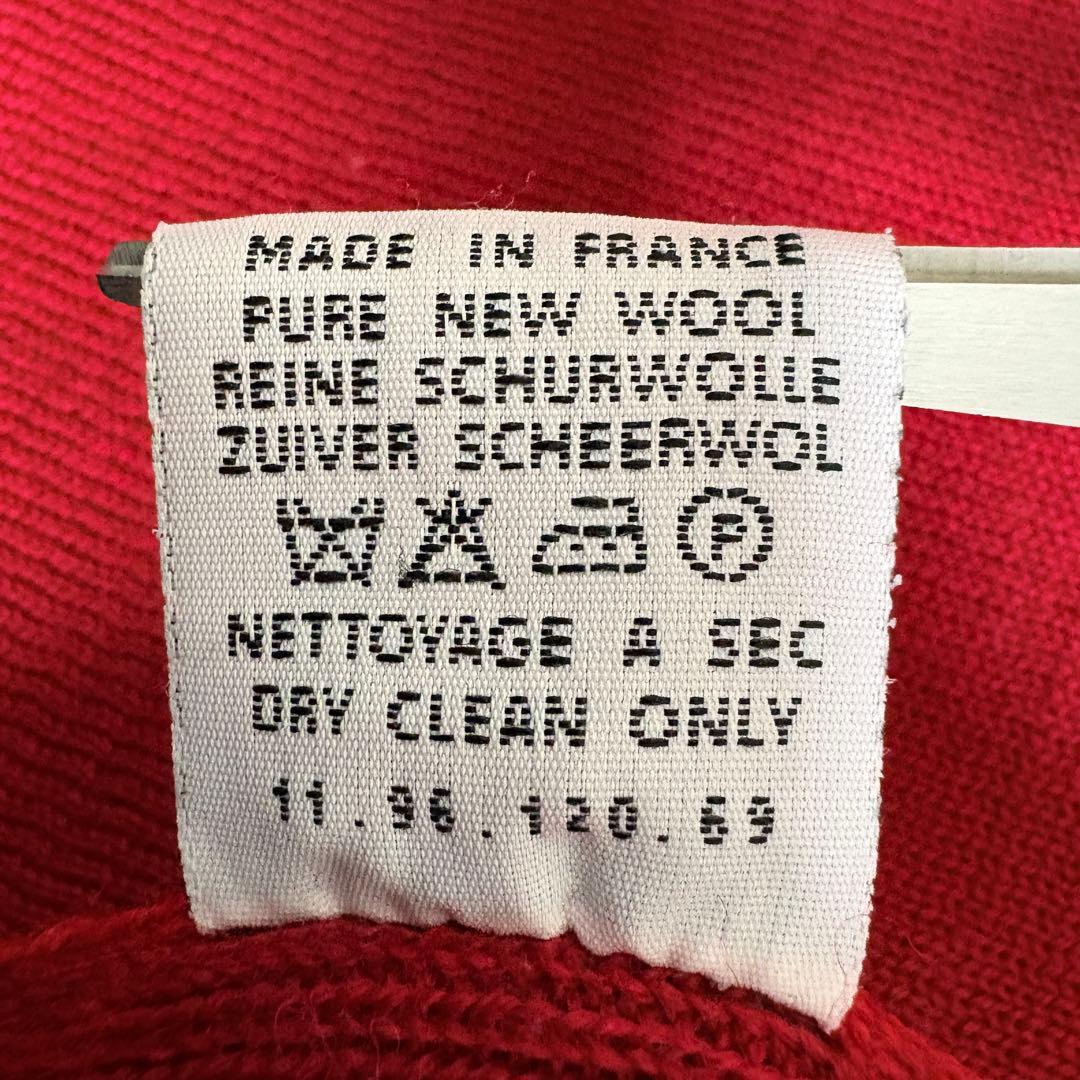 MADE IN FRANCE
PURE NEW WOOL
REINE SCHURWOLLE
ZUIVER SCHEERWOL
P
NETTOYAGE A SEC
DRY CLEAN ONLY
11.96.120.69